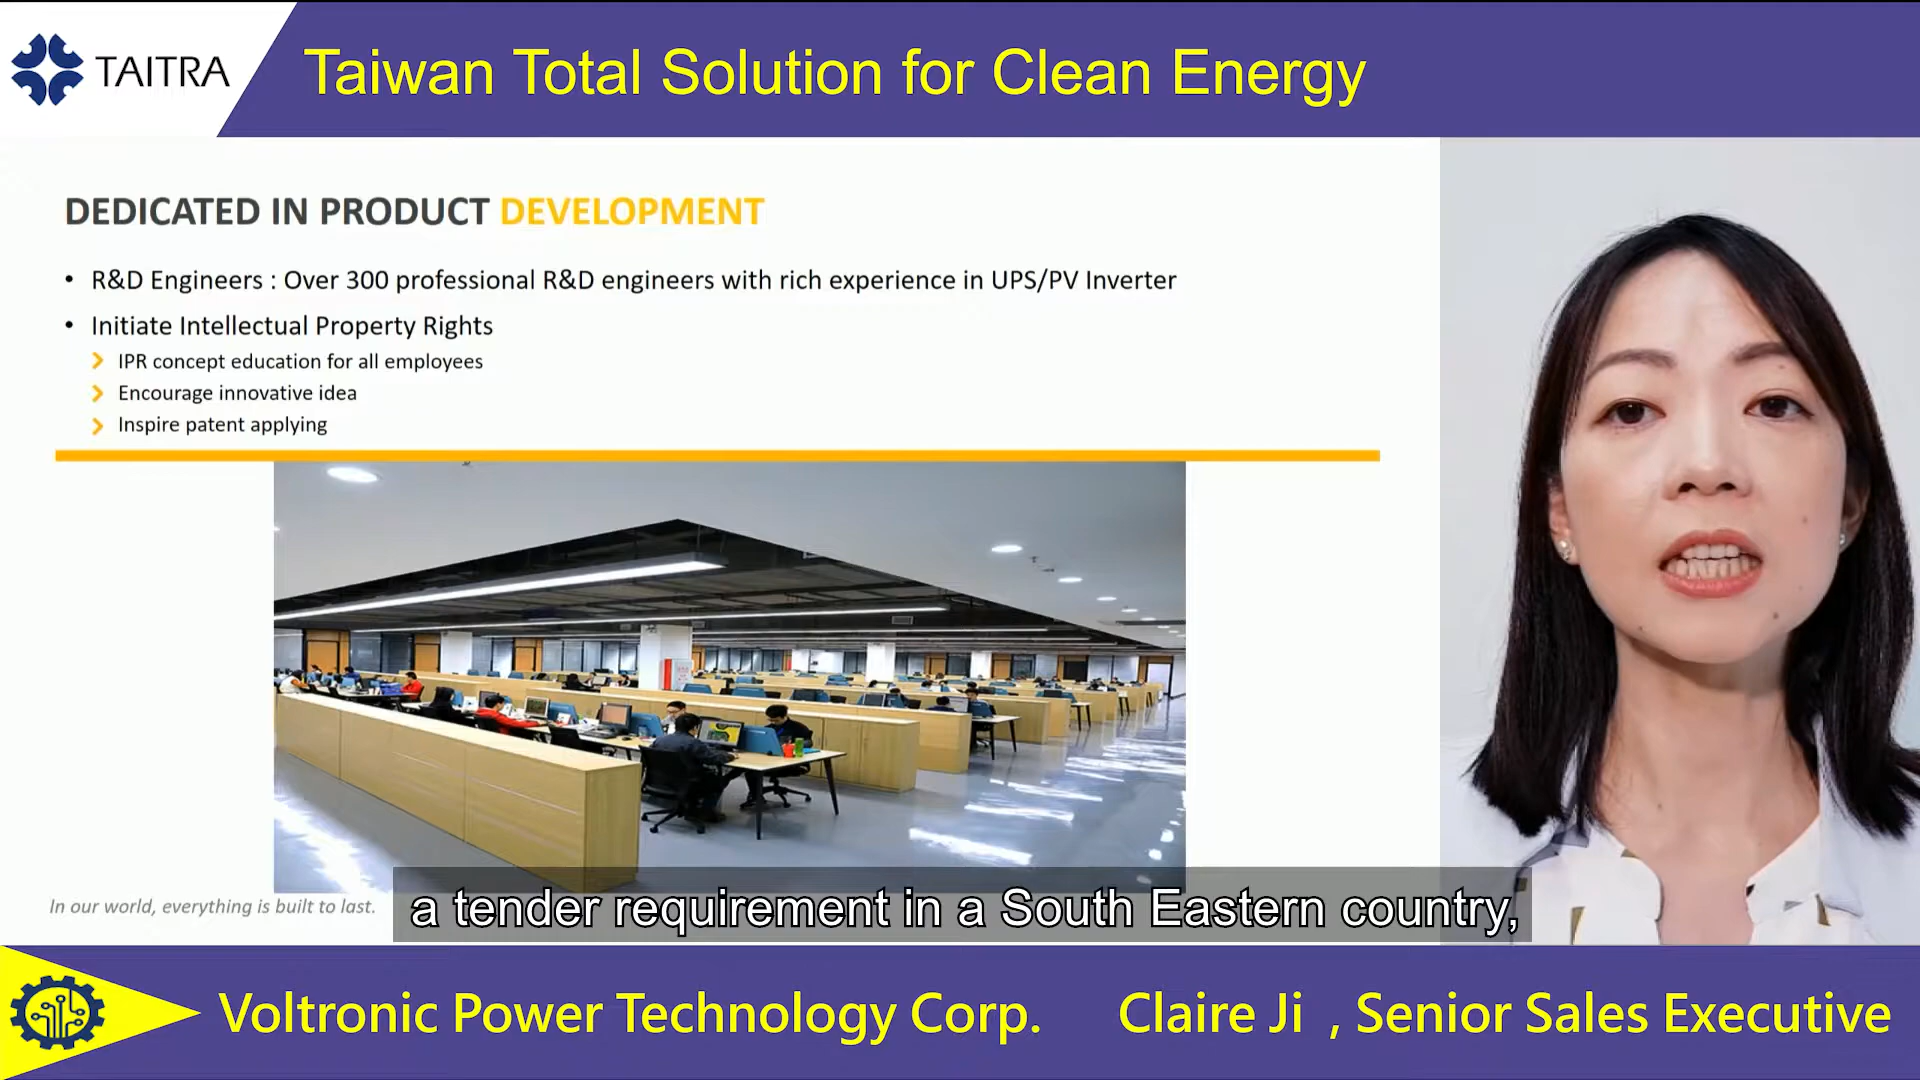 TAITRA
Taiwan Total Solution for Clean Energy
DEDICATED IN PRODUCT DEVELOPMENT
• R&D Engineers : Over 300 professional R&D engineers with rich experience in UPS/PV Inverter
• Initiate Intellectual Property Rights
IPR concept education for all employees
Encourage innovative idea
Inspire patent applying
In our world, everything is built to last.
a tender requirement in a South Eastern country,
Voltronic Power Technology Corp. Claire Ji , Senior Sales Executive